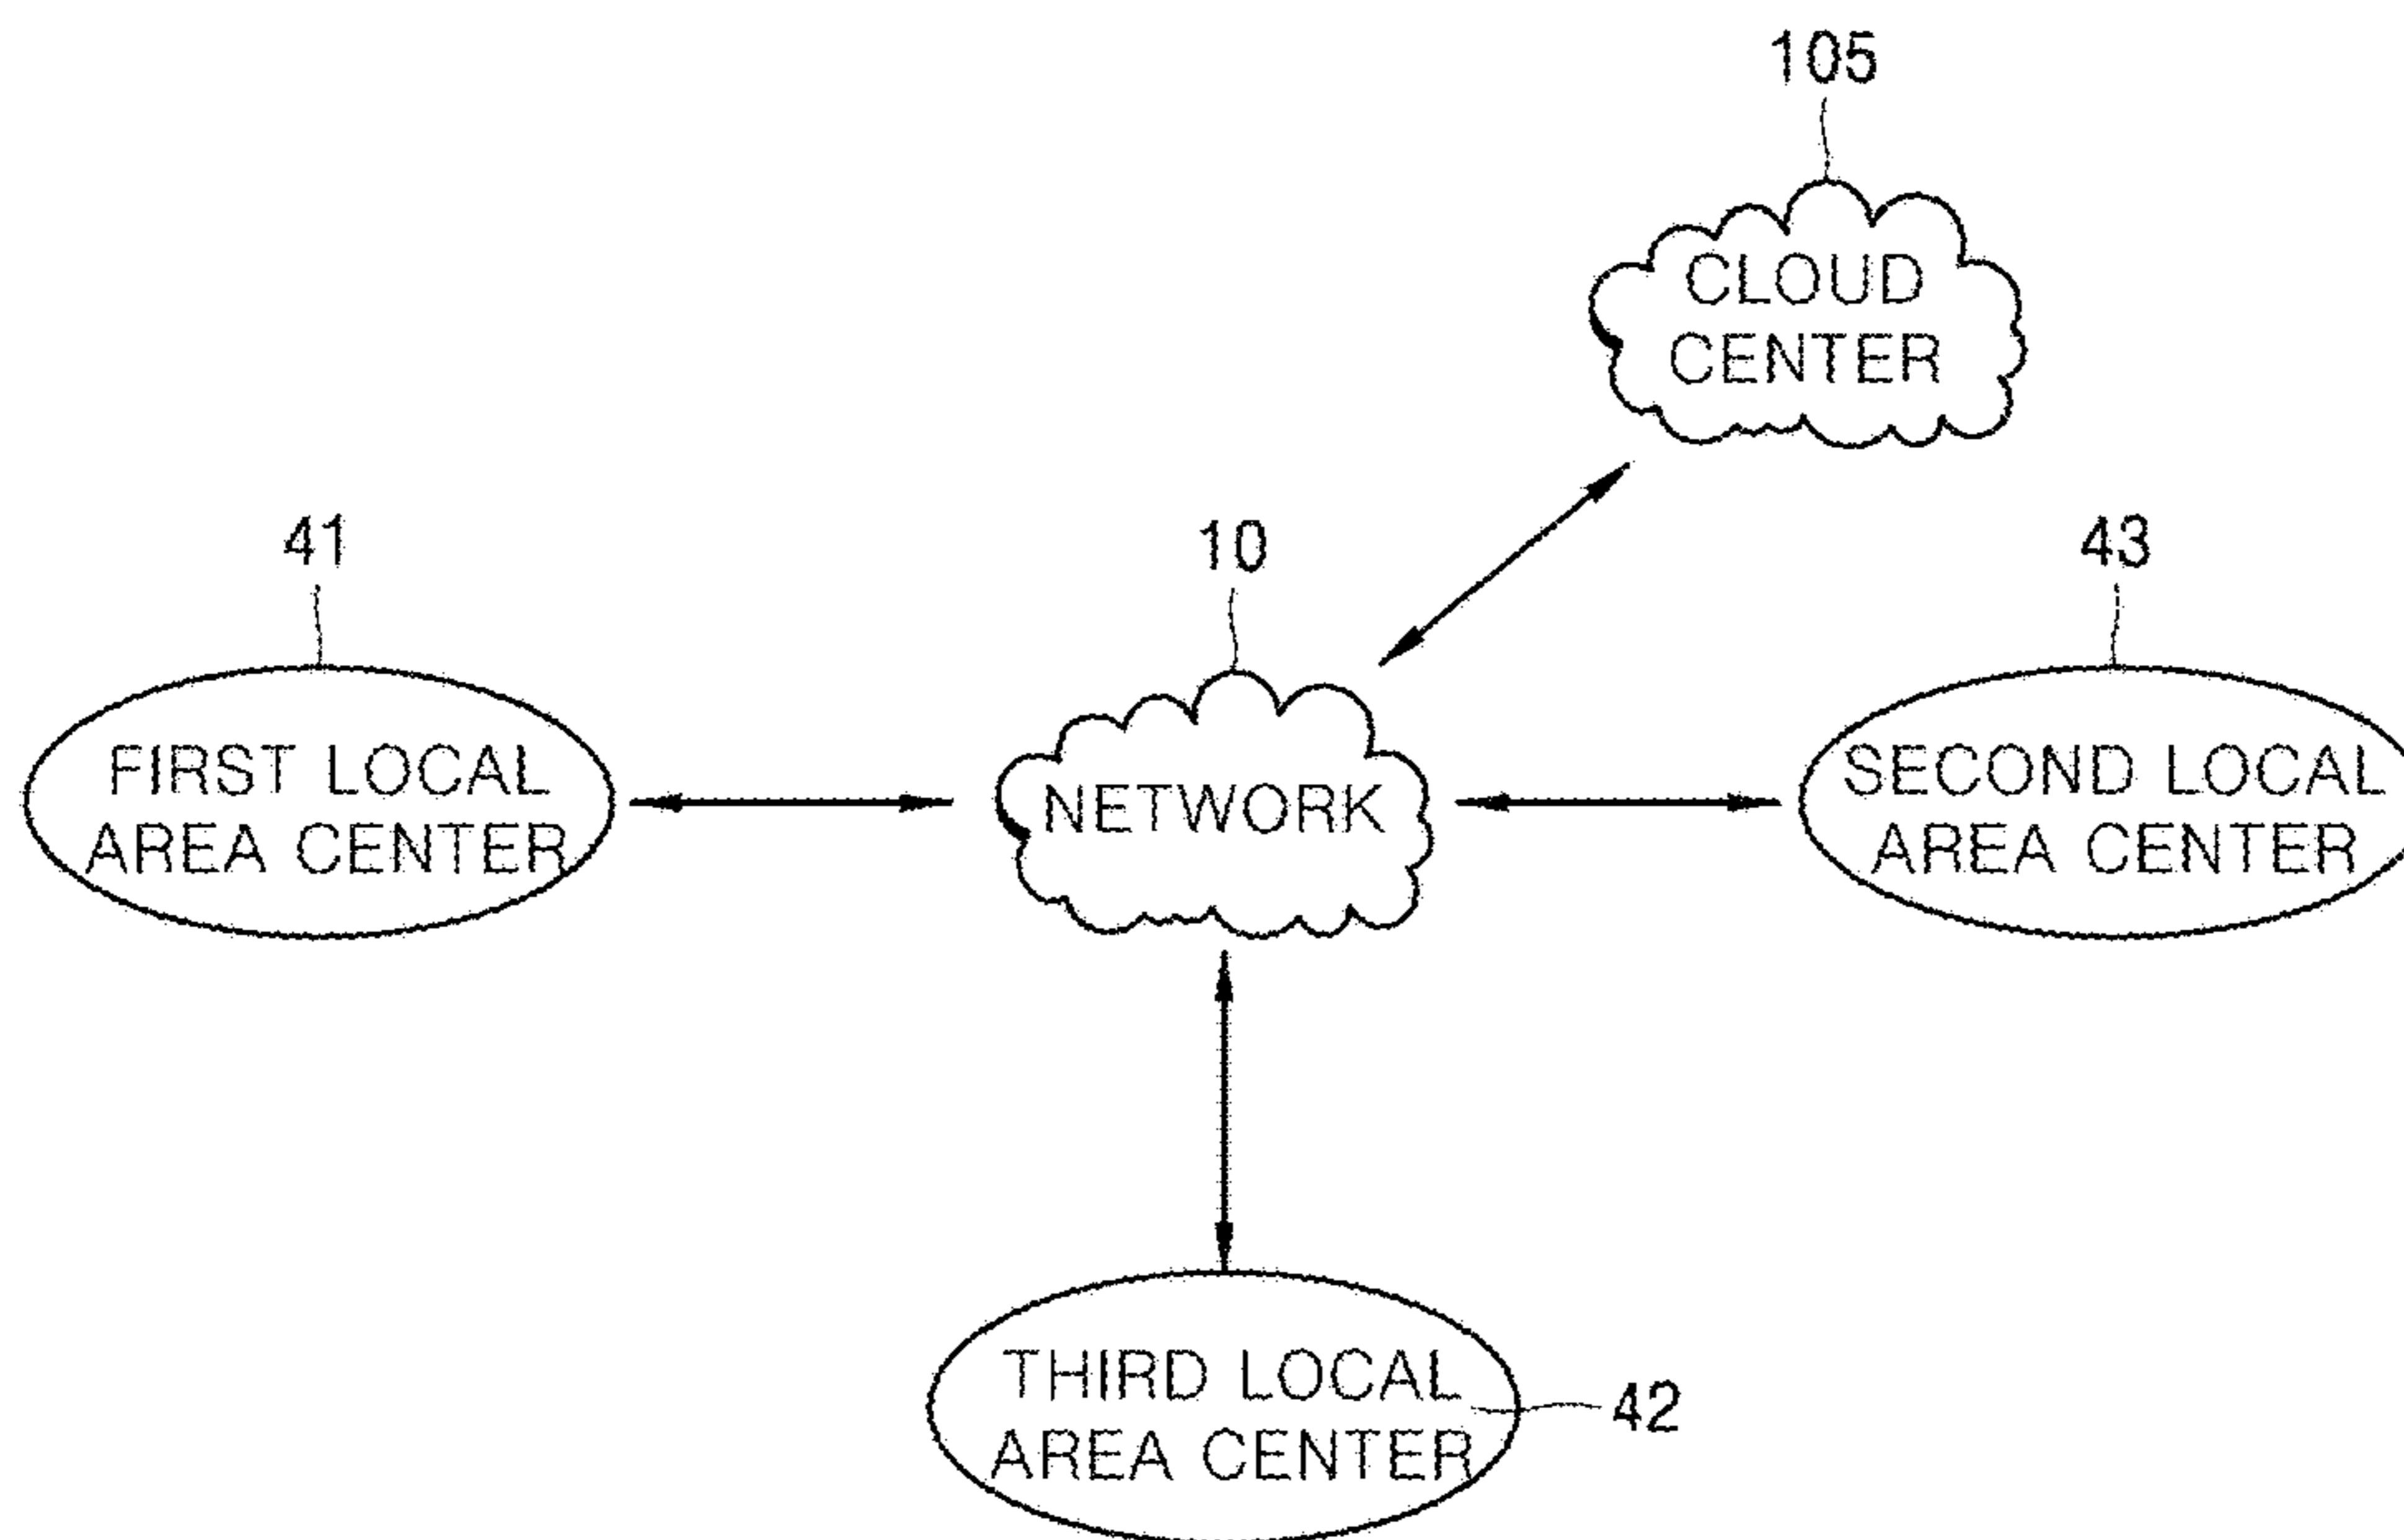 105
CLOUD
CENTER
41
10
43
FIRST LOCAL
AREA CENTER
NETWORK
SECOND LOCAL
AREA CENTER
THIRD LOCAL
AREA CENTER
42